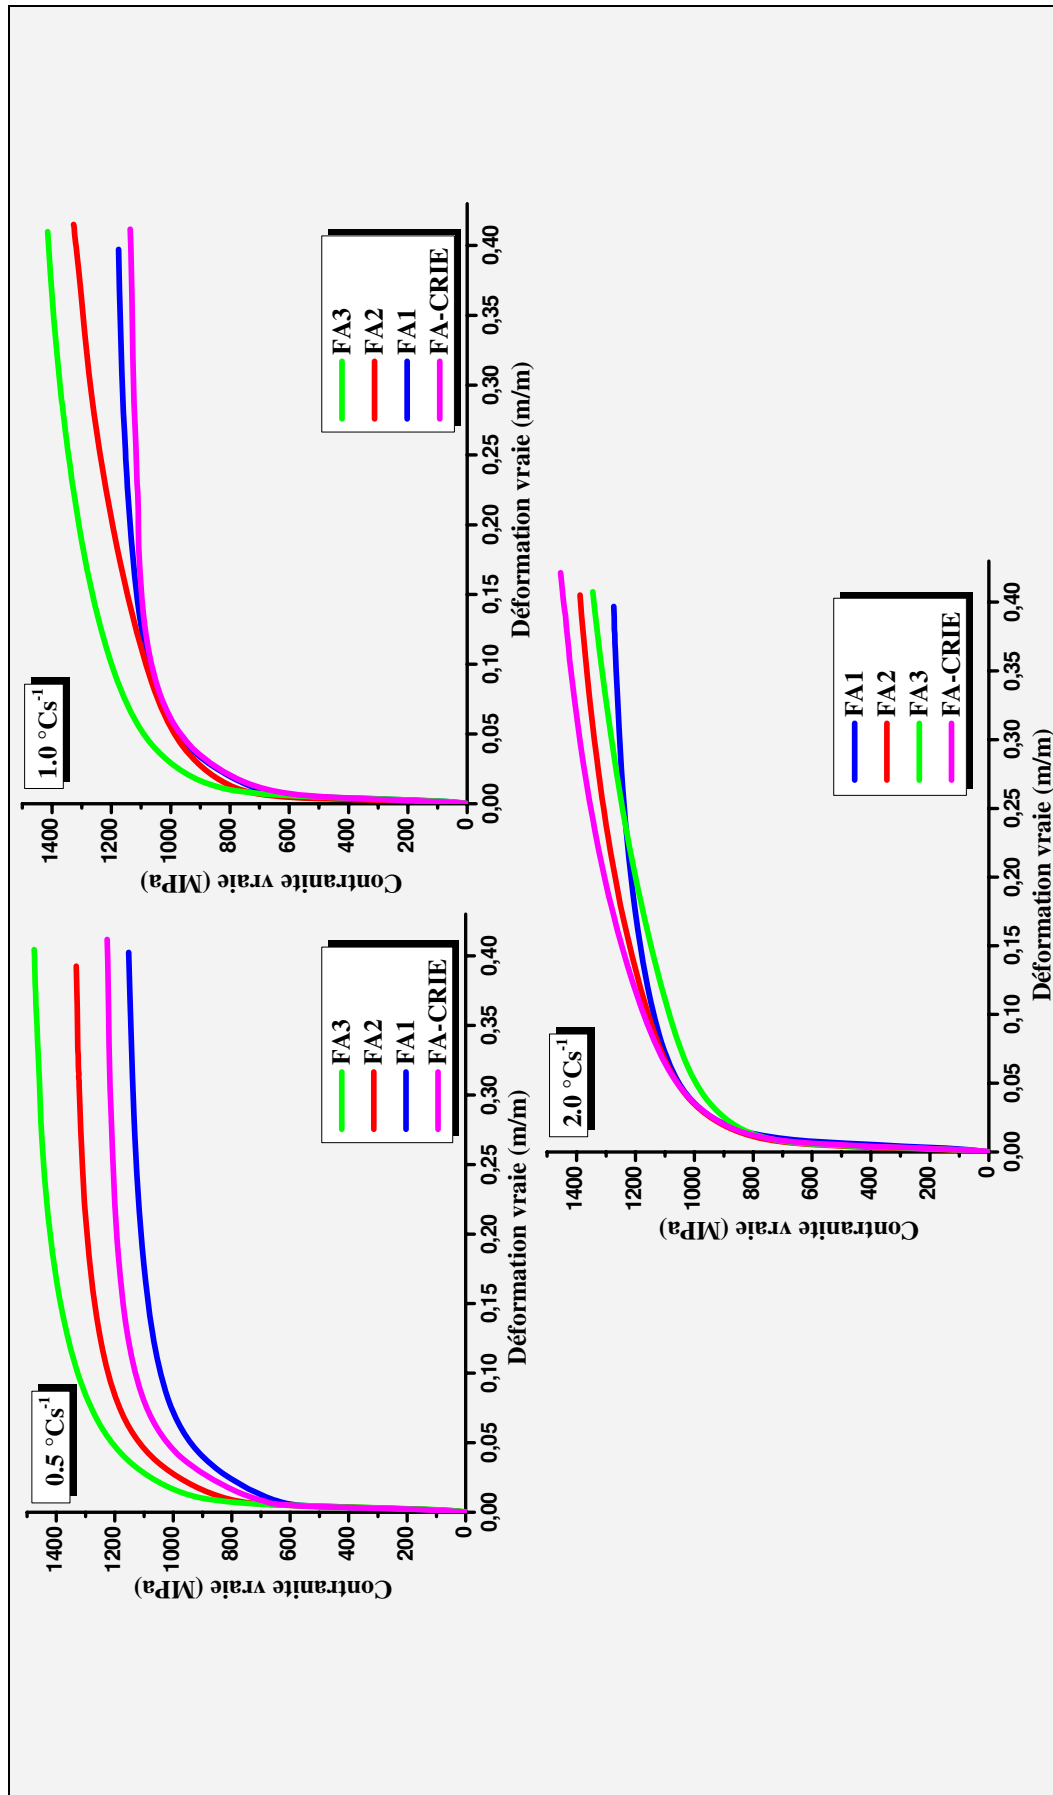 0.5 °Cs-1
Contranite vraie (MPa)
1400
1200
1000
800
600
400
200
0
0,00 0,05 0,10 0,15 0,20 0,25 0,30 0,35 0,40
Déformation vraie (m/m)
FA3
FA2
FA1
FA-CRIE
1.0 °Cs-1
Contranite vraie (MPa)
1400
1200
1000
800
600
400
200
0
0,00 0,05 0,10 0,15 0,20 0,25 0,30 0,35 0,40
Déformation vraie (m/m)
FA3
FA2
FA1
FA-CRIE
2.0 °Cs-1
Contranite vraie (MPa)
1400
1200
1000
800
600
400
200
0
0,00 0,05 0,10 0,15 0,20 0,25 0,30 0,35 0,40
Déformation vraie (m/m)
FA1
FA2
FA3
FA-CRIE